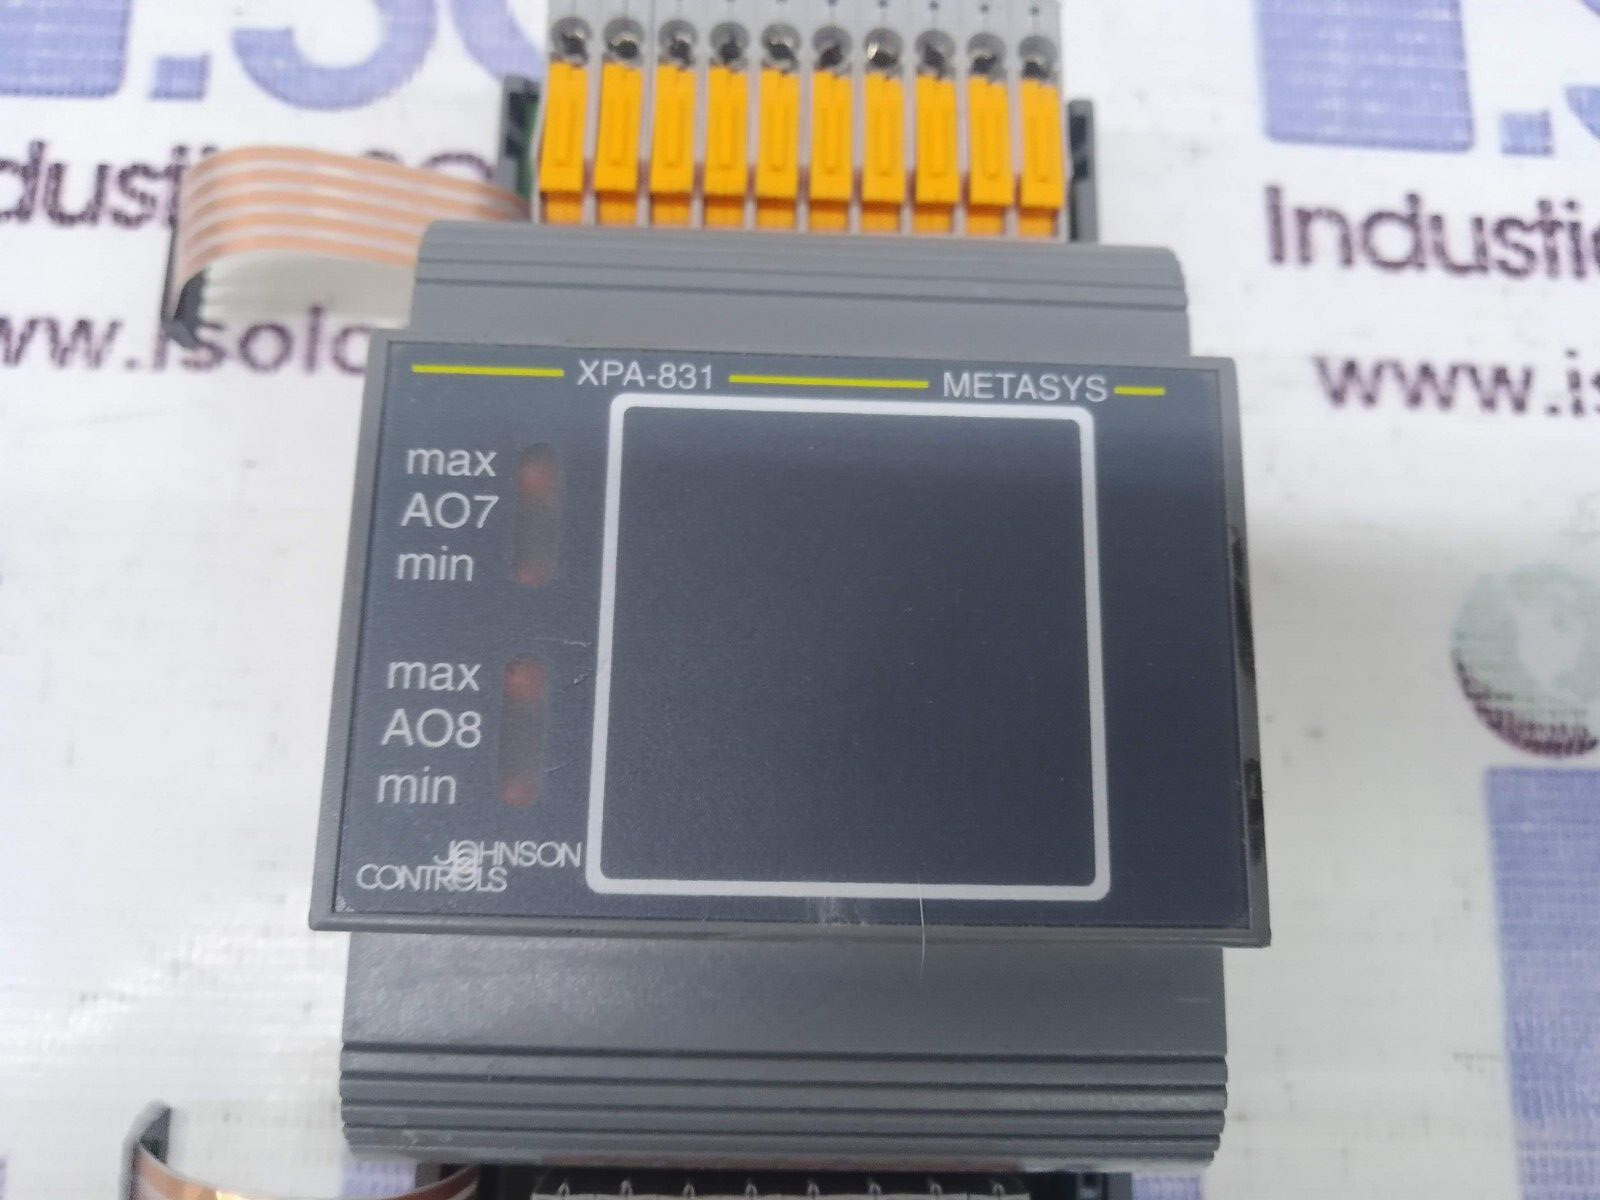 XPA-831 METASYS
max
AO7
min
max
AO8
min
JOHNSON
CONTROLS